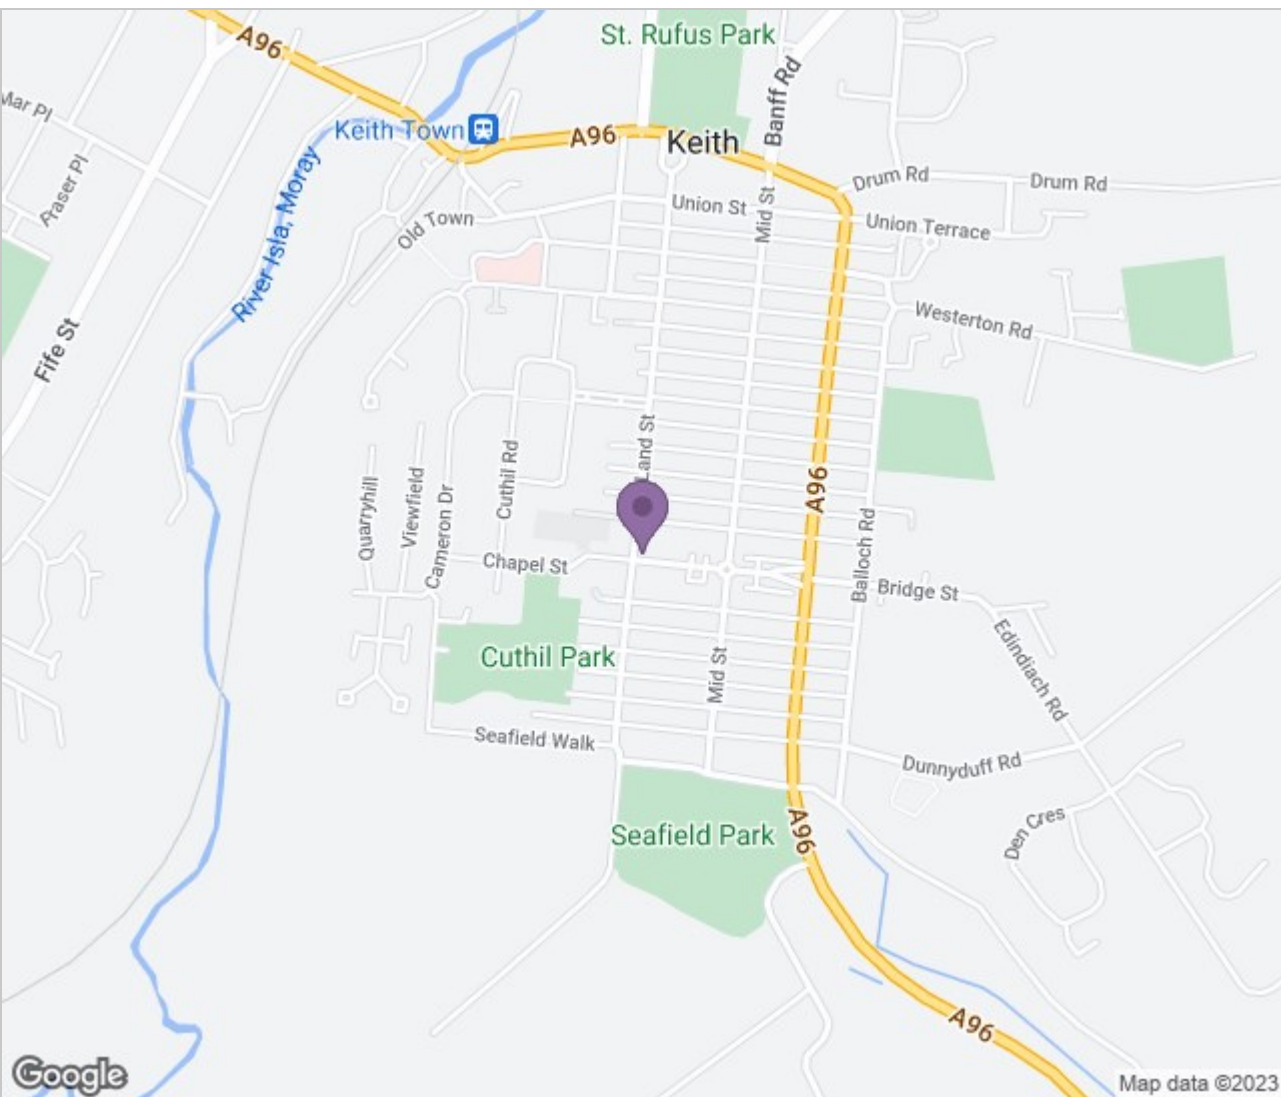 St. Rufus Park
A96
Banff Rd
Mar Pl
Keith Town
A96
Keith
Fraser Pl
River Isla, Moray
Drum Rd
Drum Rd
Union St
Mid St
Old Town
Union Terrace
Fife St
Westerton Rd
Land St
Cuthil Rd
Viewfield
Quarryhill
Cameron Dr
A96
Balloch Rd
Chapel St
Bridge St
Cuthil Park
Mid St
Edindiach Rd
Seafield Walk
Dunnyduff Rd
Seafield Park
A96
Den Cres
A96
Google
Map data ©2023